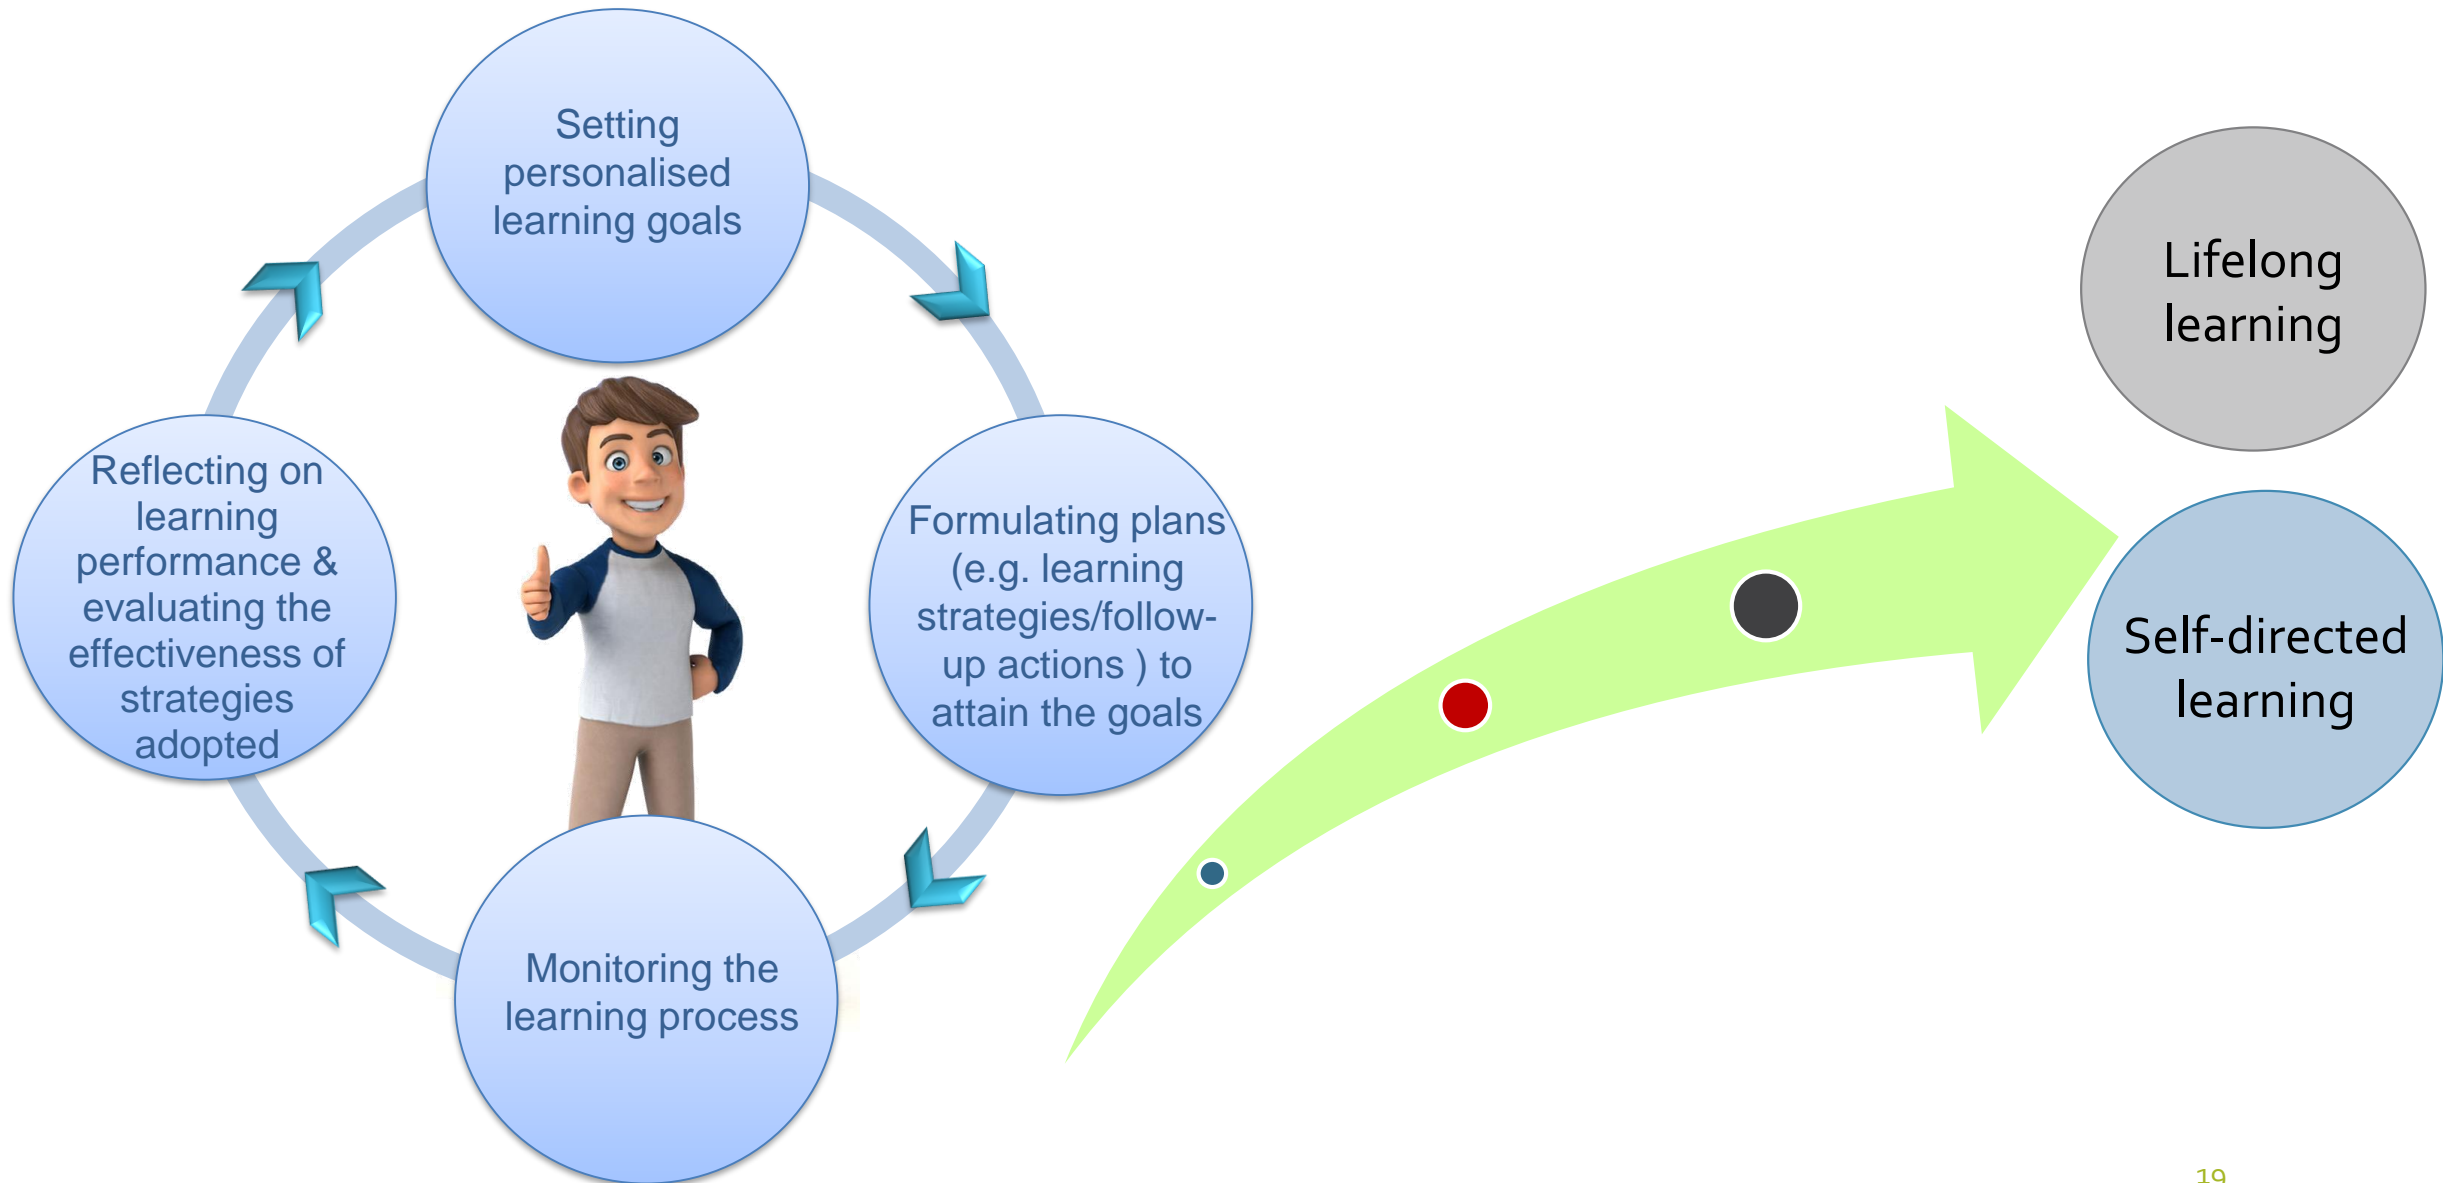 Setting
personalised
learning goals
Formulating plans
(e.g. learning
strategies/follow-
up actions ) to
attain the goals
Monitoring the
learning process
Reflecting on
learning
performance &
evaluating the
effectiveness of
strategies
adopted
Lifelong
learning
Self-directed
learning
19